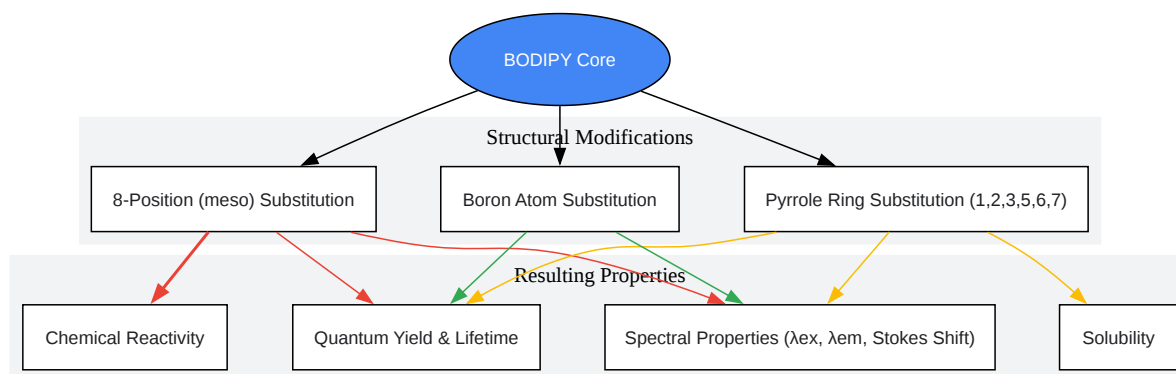 BODIPY Core
Structural Modifications
8-Position (meso) Substitution
Boron Atom Substitution
Pyrrole Ring Substitution (1,2,3,5,6,7)
Resulting Properties
Chemical Reactivity
Quantum Yield & Lifetime
Spectral Properties (λex, λem, Stokes Shift)
Solubility